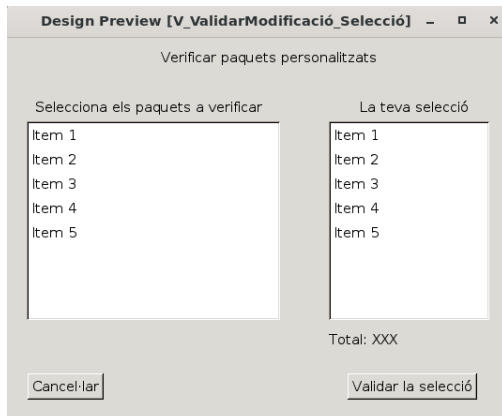 Design Preview [V_ValidarModificació_Selecció]
Verificar paquets personalitzats
Selecciona els paquets a verificar
Item 1
Item 2
Item 3
Item 4
Item 5
La teva selecció
Item 1
Item 2
Item 3
Item 4
Item 5
Total: XXX
Cancel·lar
Validar la selecció